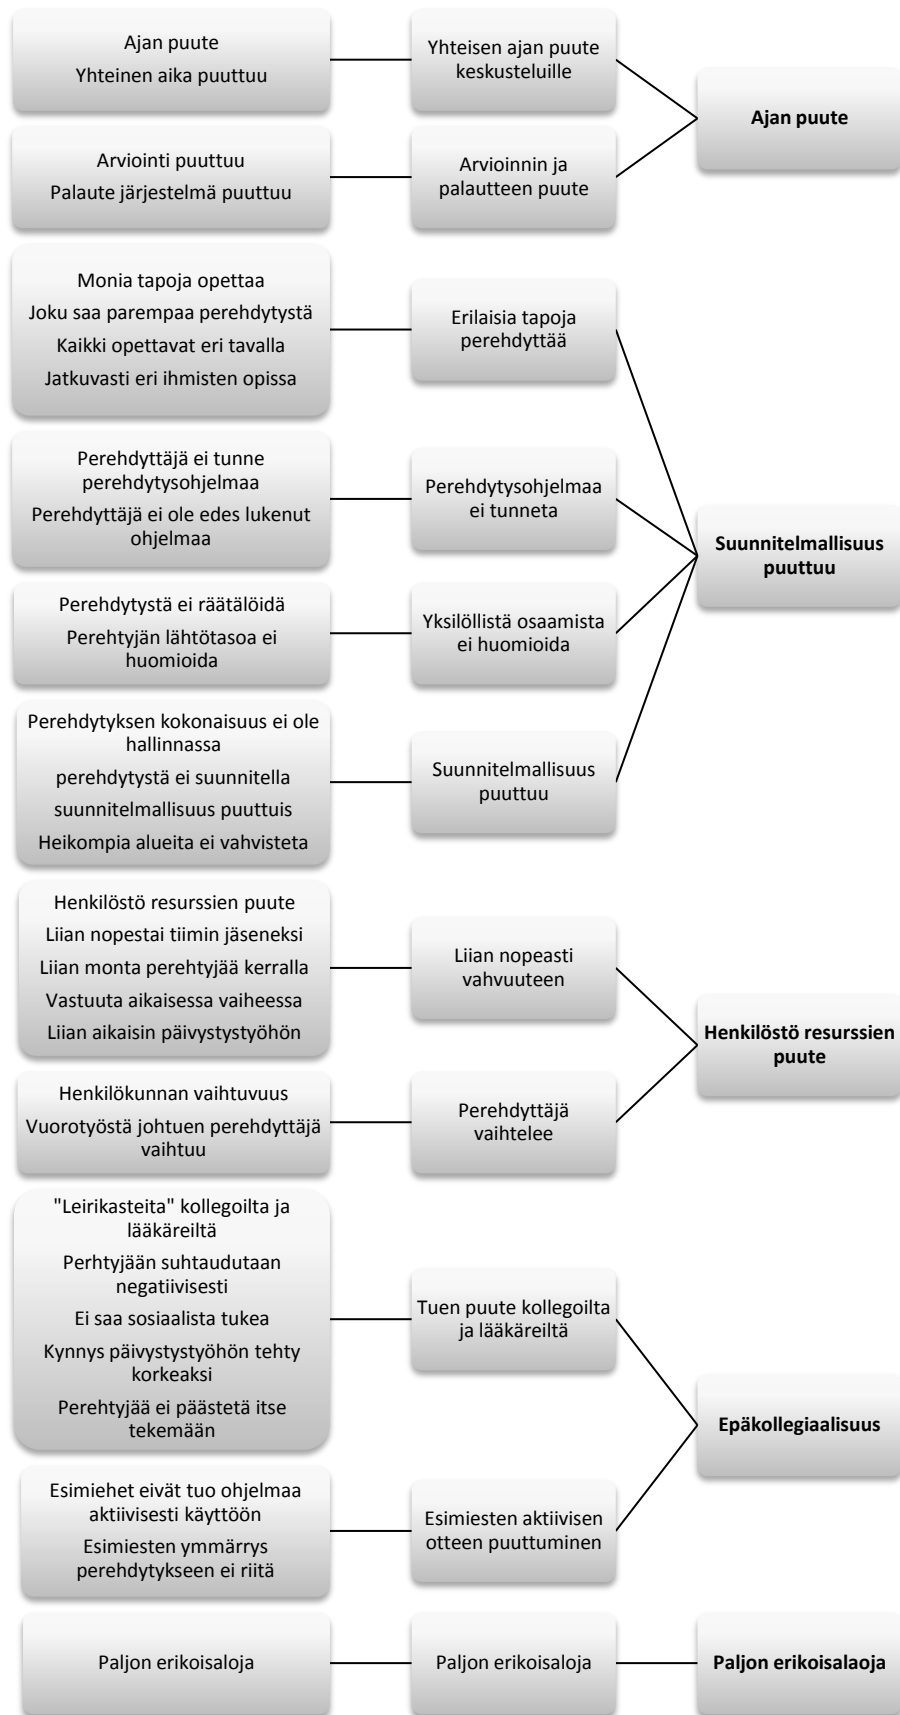 Ajan puute
Yhteinen aika puuttuu
Yhteisen ajan puute
keskusteluille
Ajan puute
Arviointi puuttuu
Palaute järjestelmä puuttuu
Arvioinnin ja
palautteen puute
Monia tapoja opettaa
Joku saa parempaa perehdytystä
Kaikki opettavat eri tavalla
Jatkuvasti eri ihmisten opissa
Erilaisia tapoja
perehdyttää
Perehdyttäjä ei tunne
perehdytysohjelmaa
Perehdyttäjä ei ole edes lukenut
ohjelmaa
Perehdytysohjelmaa
ei tunneta
Suunnitelmallisuus
puuttuu
Perehdytystä ei räätälöidä
Perehtyjän lähtötasoa ei
huomioida
Yksilöllistä osaamista
ei huomioida
Perehdytyksen kokonaisuus ei ole
hallinnassa
perehdytystä ei suunnitella
suunnitelmallisuus puuttuis
Heikompia alueita ei vahvisteta
Suunnitelmallisuus
puuttuu
Henkilöstö resurssien puute
Liian nopestai tiimin jäseneksi
Liian monta perehtyjää kerralla
Vastuuta aikaisessa vaiheessa
Liian aikaisin päivystystyöhön
Liian nopeasti
vahvuuteen
Henkilöstö resurssien
puute
Henkilökunnan vaihtuvuus
Vuorotyöstä johtuen perehdyttäjä
vaihtuu
Perehdyttäjä
vaihtelee
"Leirikasteita" kollegoilta ja
lääkäreiltä
Perhtyjään suhtaudutaan
negatiivisesti
Ei saa sosiaalista tukea
Kynnys päivystystyöhön tehty
korkeaksi
Perehtyjää ei päästetä itse
tekemään
Tuen puute kollegoilta
ja lääkäreiltä
Epäkollegiaalisuus
Esimiehet eivät tuo ohjelmaa
aktiivisesti käyttöön
Esimiesten ymmärrys
perehdytykseen ei riitä
Esimiesten aktiivisen
otteen puuttuminen
Paljon erikoisaloja
Paljon erikoisaloja
Paljon erikoisalaoja